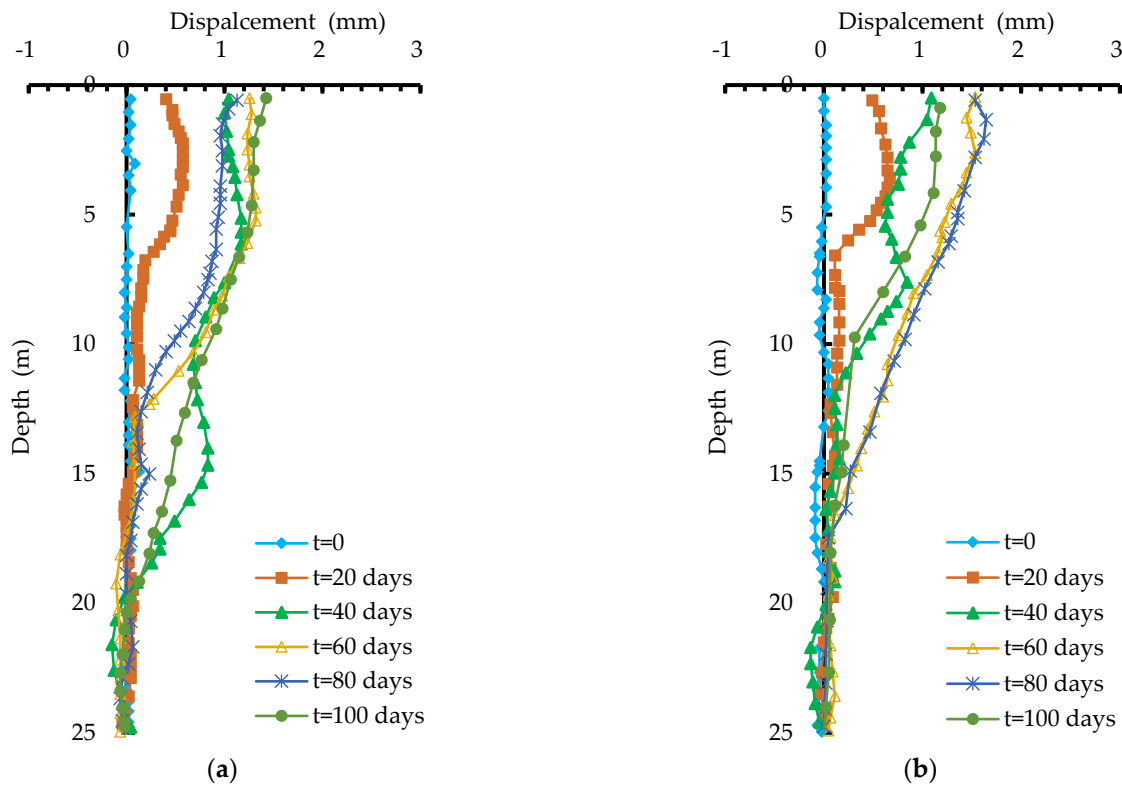 Dispalcement (mm)
-1 0 1 2 3
0
5
10
15
20
25
Depth (m)
t=0
t=20 days
t=40 days
t=60 days
t=80 days
t=100 days
(a)
Dispalcement (mm)
-1 0 1 2 3
0
5
10
15
20
25
Depth (m)
t=0
t=20 days
t=40 days
t=60 days
t=80 days
t=100 days
(b)